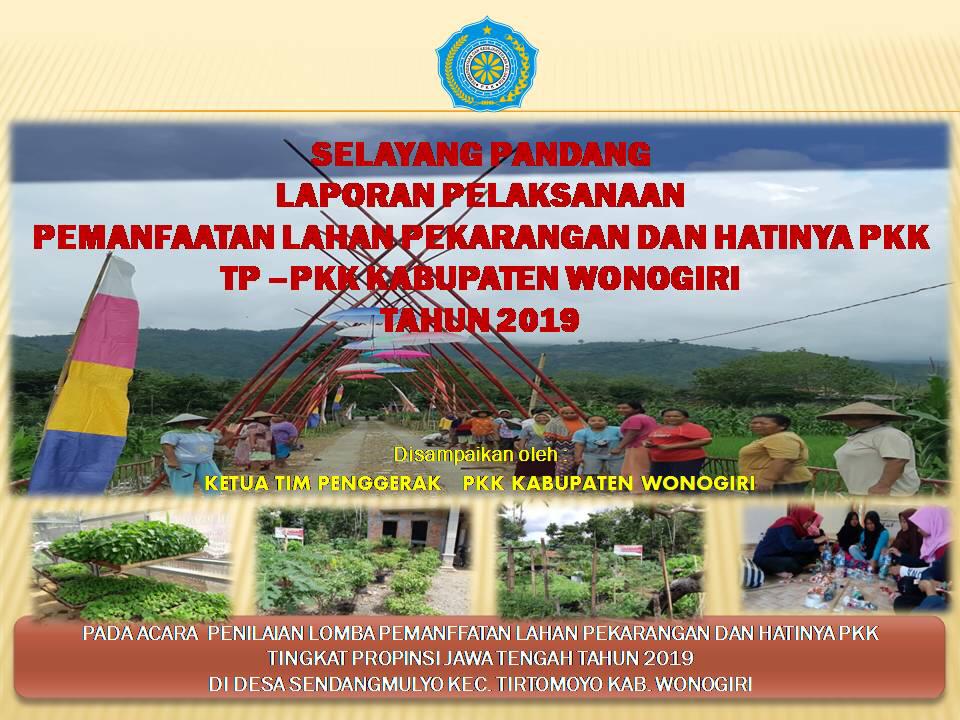 SELAYANG PANDANG
LAPORAN PELAKSANAAN
PEMANFAATAN LAHAN PEKARANGAN DAN HATINYA PKK
TP –PKK KABUPATEN WONOGIRI
TAHUN 2019
Disampaikan oleh :
KETUA TIM PENGGERAK PKK KABUPATEN WONOGIRI
PADA ACARA PENILAIAN LOMBA PEMANFFATAN LAHAN PEKARANGAN DAN HATINYA PKK
TINGKAT PROPINSI JAWA TENGAH TAHUN 2019
DI DESA SENDANGMULYO KEC. TIRTOMOYO KAB. WONOGIRI